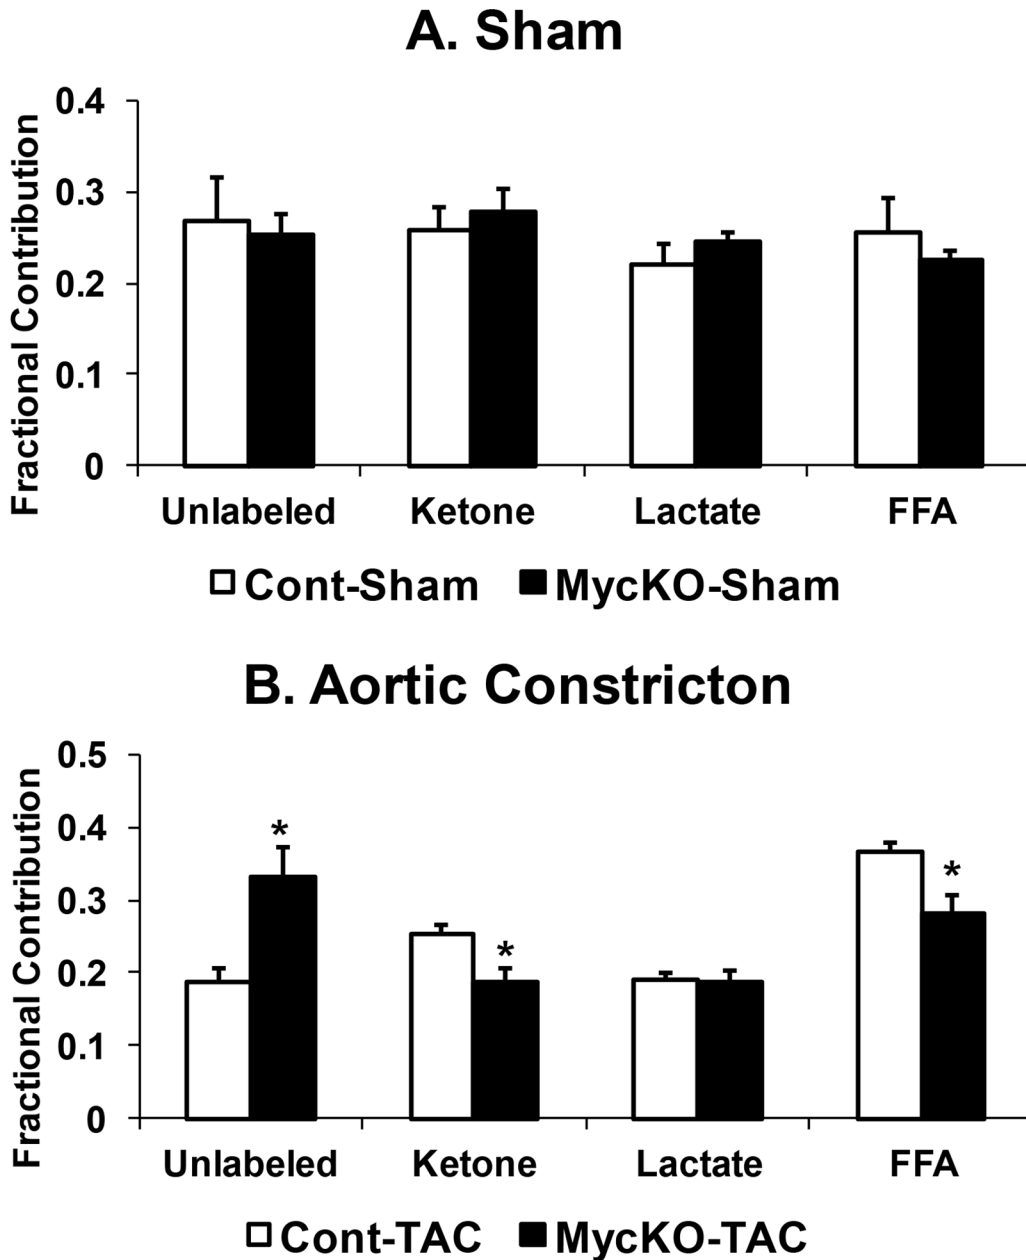 A. Sham
Fractional Contribution
0.4
0.3
0.2
0.1
0
Unlabeled Ketone Lactate FFA
Cont-Sham MycKO-Sham
B. Aortic Constricton
Fractional Contribution
0.5
0.4
*
0.3
*
*
0.2
0.1
0
Unlabeled Ketone Lactate FFA
Cont-TAC MycKO-TAC